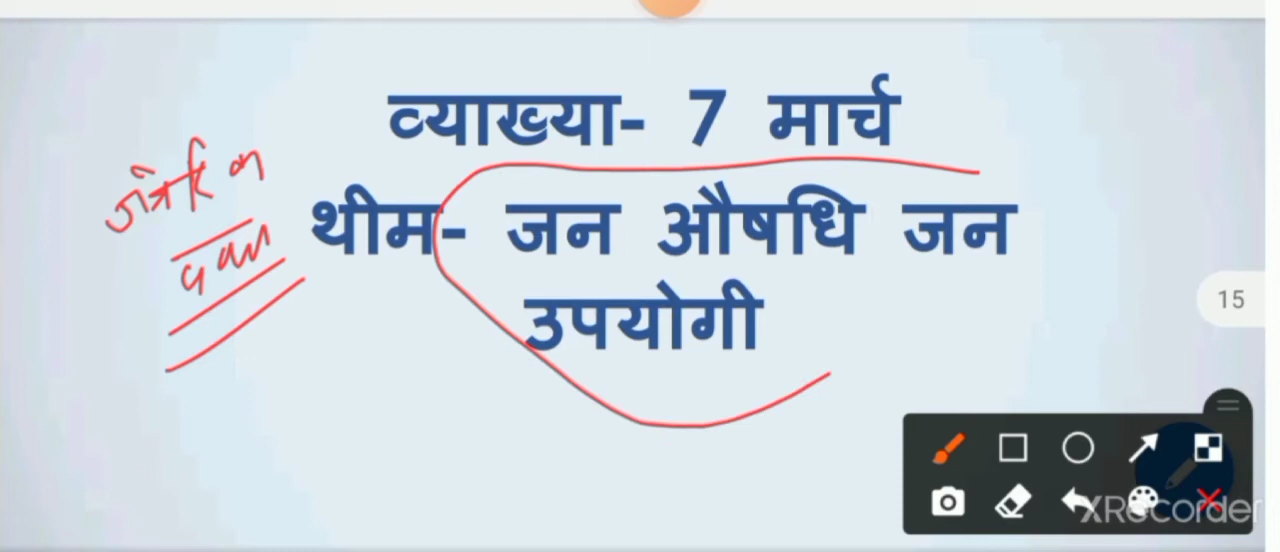 व्याख्या- 7 मार्च
थीम- जन औषधि जन
उपयोगी
15
XRecorder